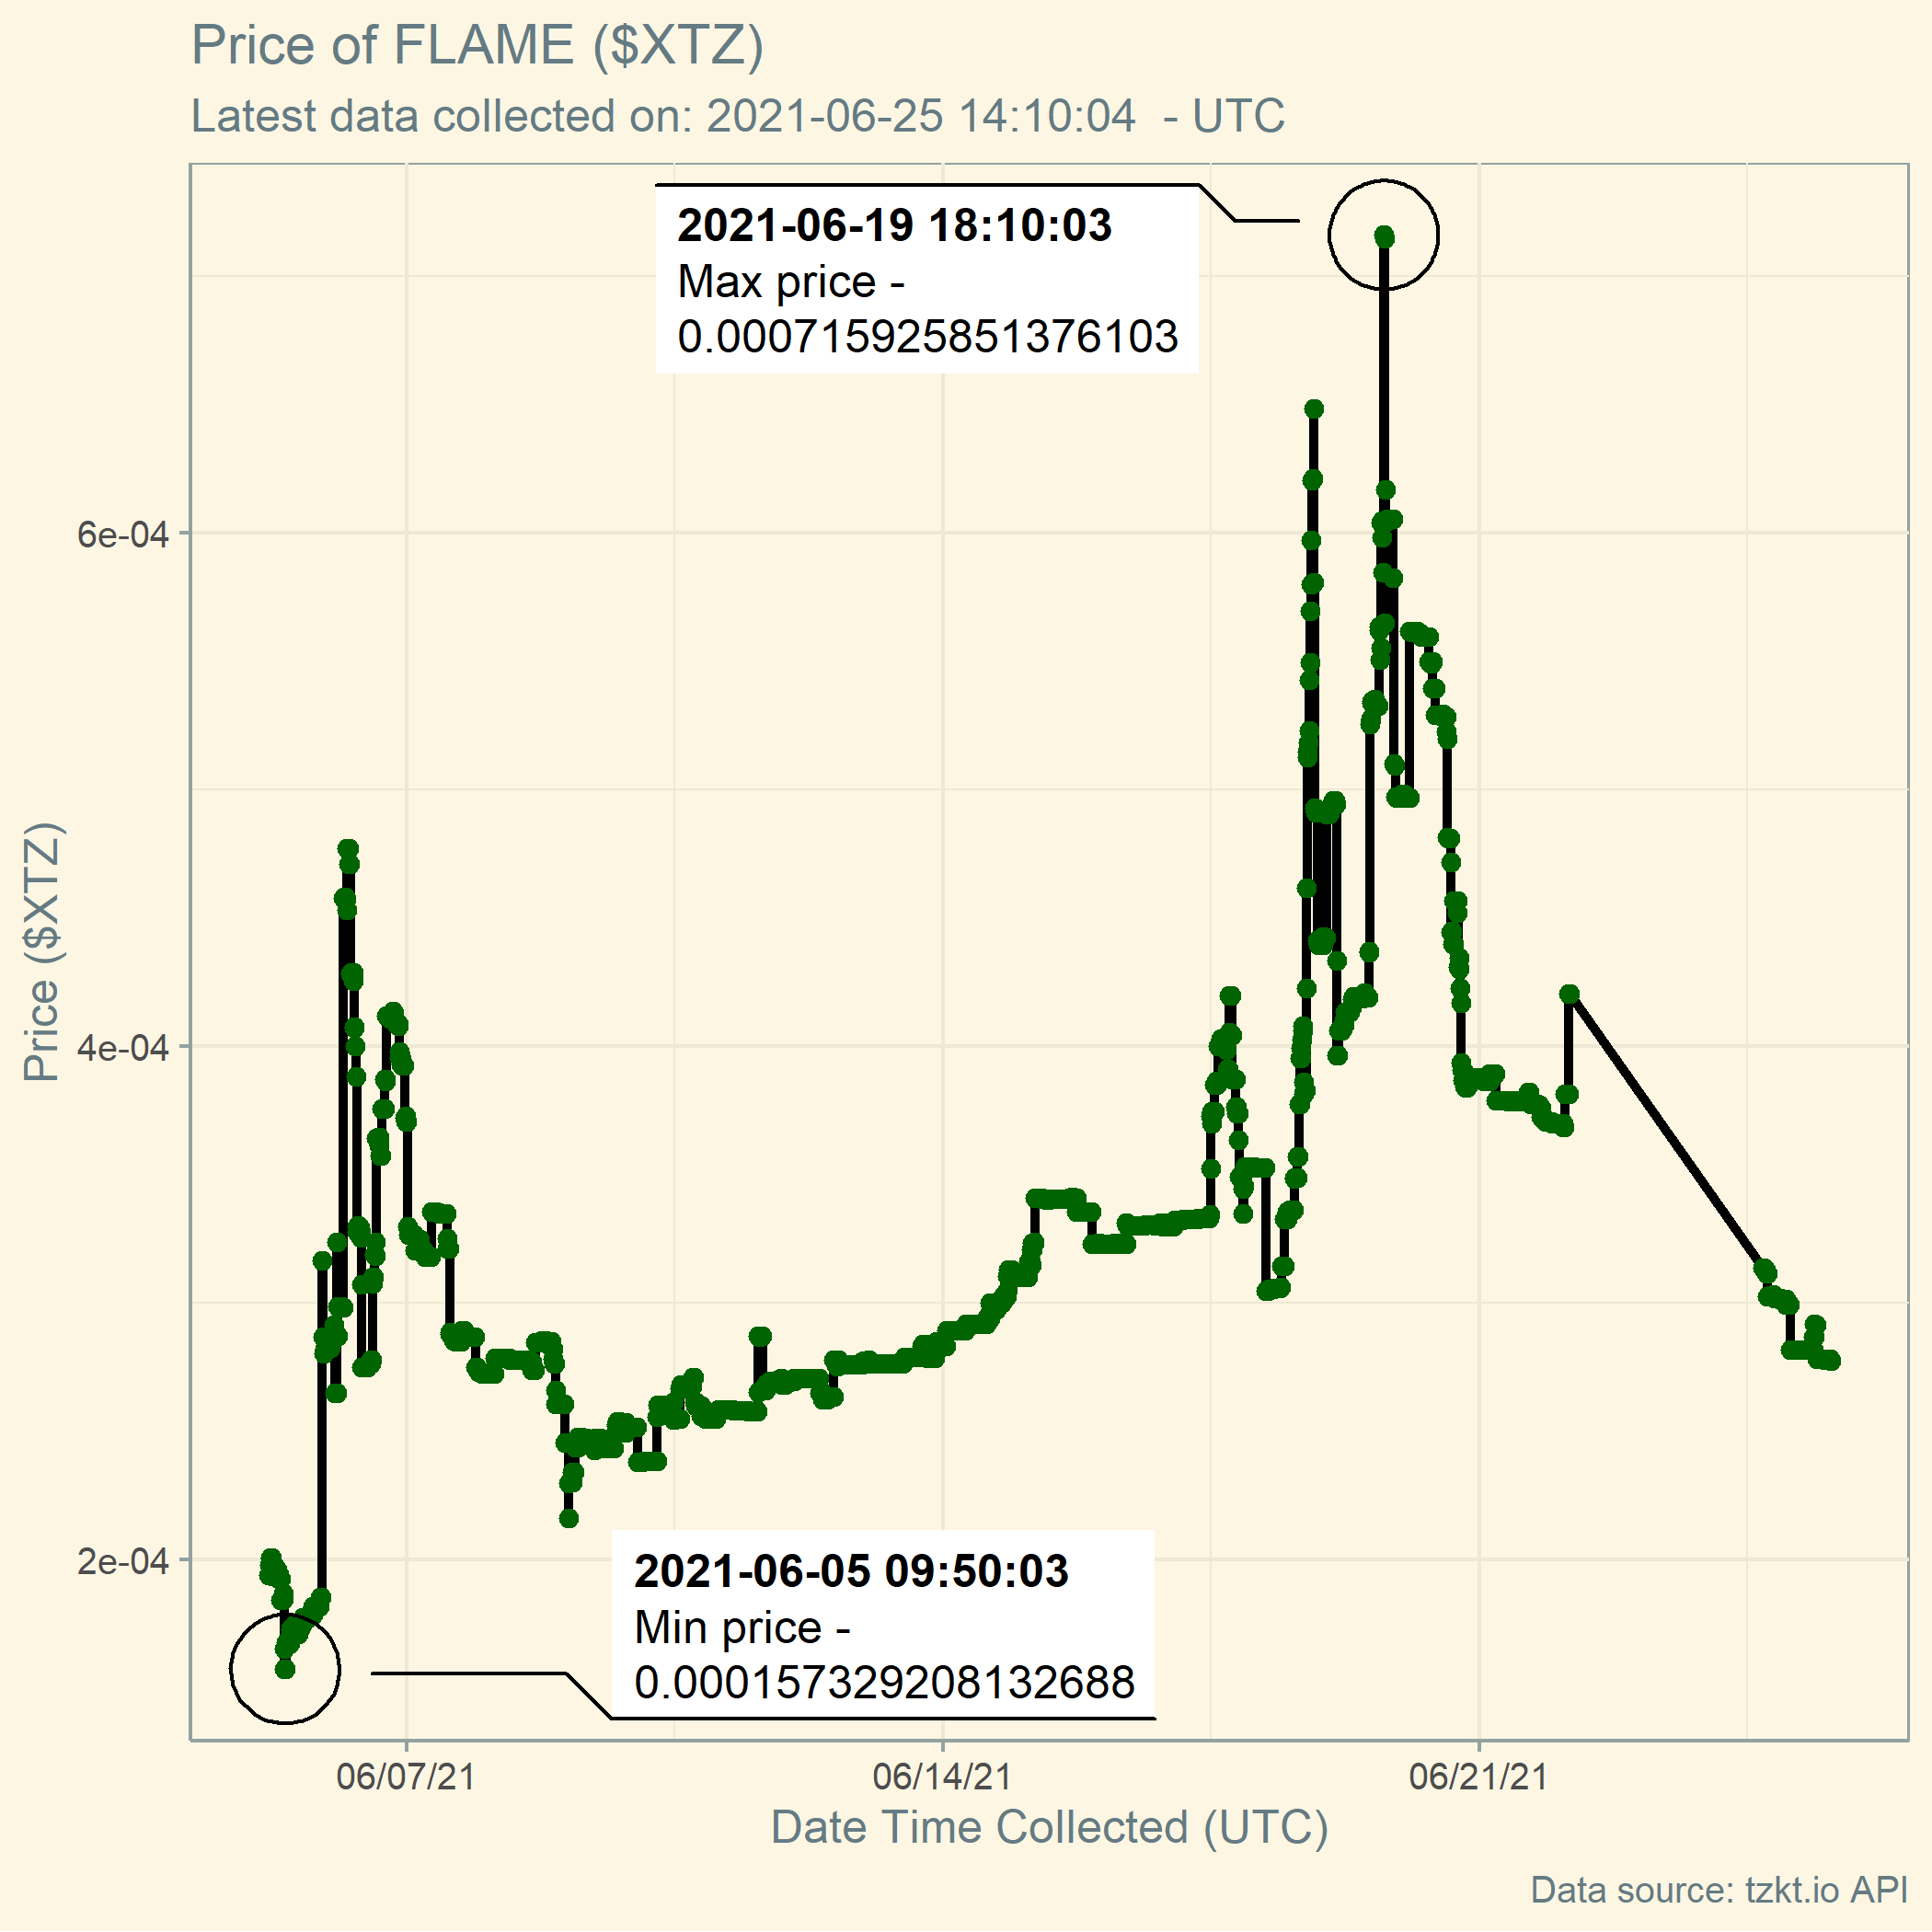 Price of FLAME ($XTZ)
Latest data collected on: 2021-06-25 14:10:04  - UTC
2021-06-19 18:10:03
Max price -
0.000715925851376103
6e-04
4e-04
2e-04
Price ($XTZ)
2021-06-05 09:50:03
Min price -
0.000157329208132688
06/07/21
06/14/21
06/21/21
Date Time Collected (UTC)
Data source: tzkt.io API